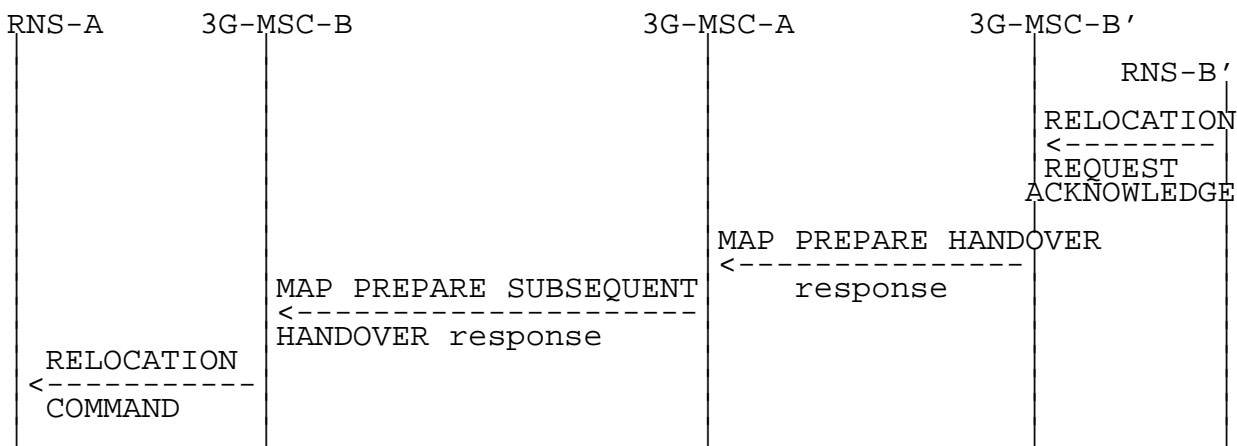 RNS-A 3G-MSC-B 3G-MSC-A 3G-MSC-B'
RNS-B'
RELOCATION
REQUEST
ACKNOWLEDGE
MAP PREPARE HANDOVER
response
MAP PREPARE SUBSEQUENT
HANDOVER response
RELOCATION
COMMAND